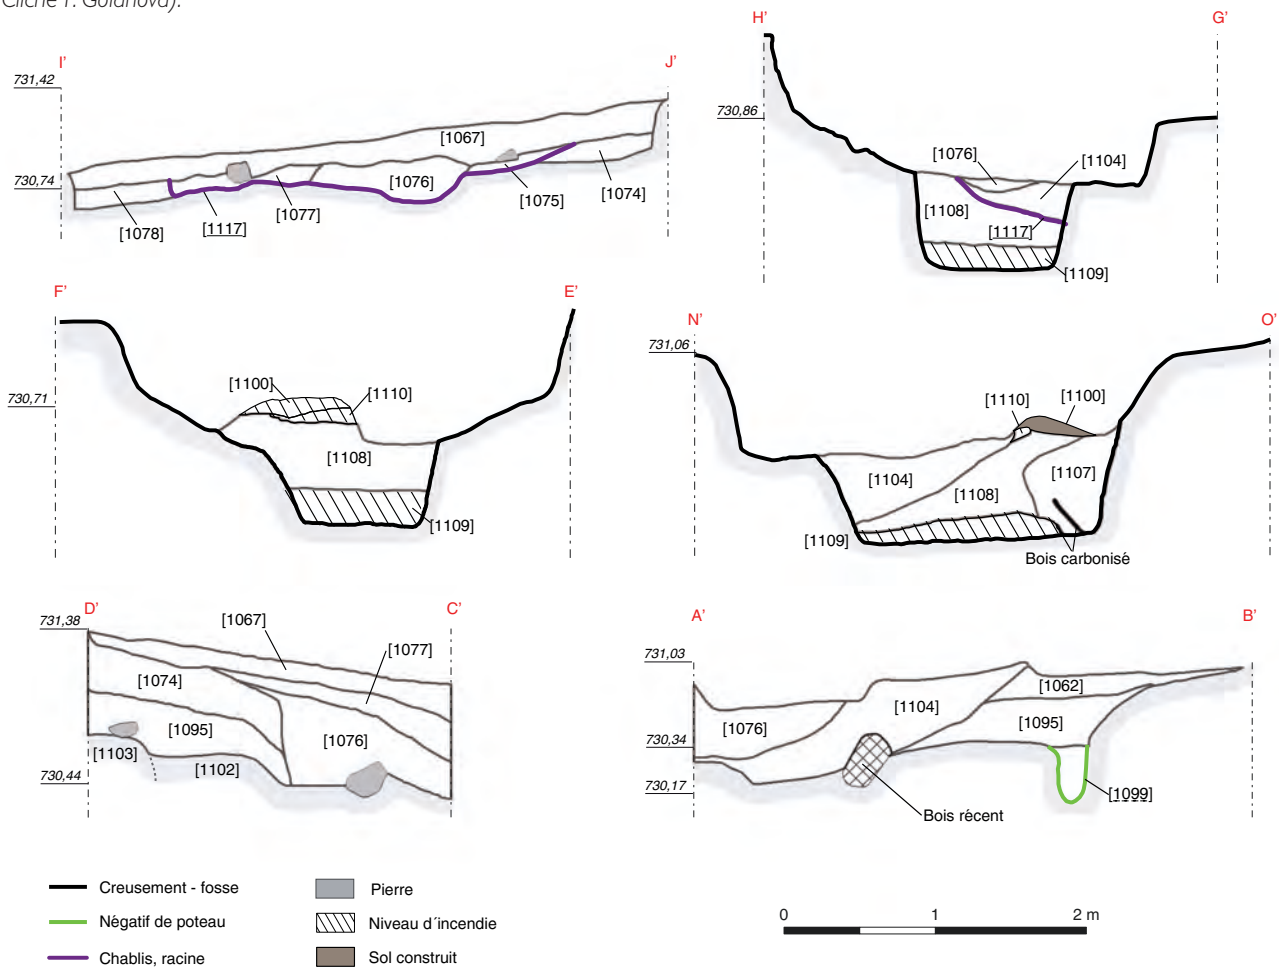 Cliché F. Golanova).
I'
J'
731,42
730,74
[1067]
[1076]
[1074]
[1075]
[1077]
[1117]
[1078]
H'
G'
730,86
[1076]
[1104]
[1108]
[1117]
[1109]
F'
E'
730,71
[1100]
[1110]
[1108]
[1109]
N'
O'
731,06
[1110]
[1100]
[1104]
[1107]
[1108]
[1109]
Bois carbonisé
D'
C'
731,38
[1067]
[1077]
[1074]
[1095]
[1076]
[1103]
[1102]
730,44
A'
B'
731,03
[1062]
[1104]
[1095]
[1076]
730,34
730,17
[1099]
Bois récent
Creusement - fosse
Négatif de poteau
Chablis, racine
Pierre
Niveau d´incendie
Sol construit
0 1 2 m